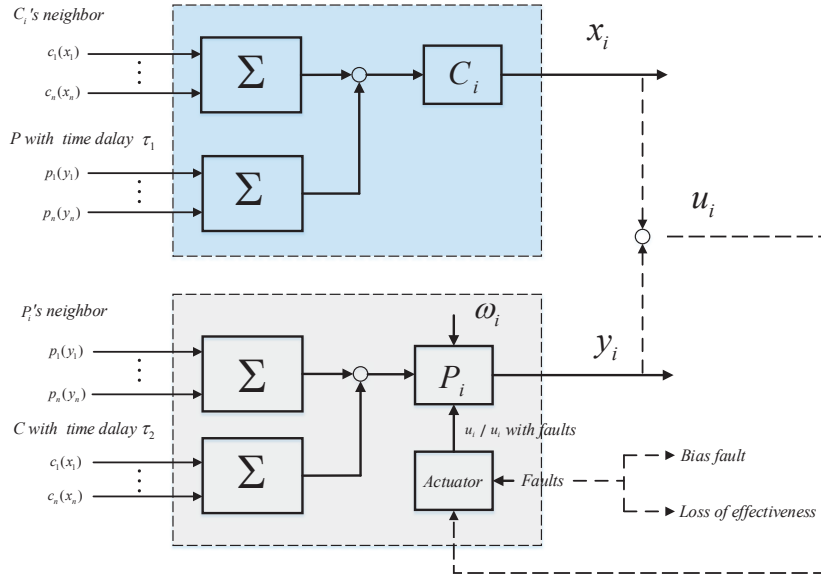 C_i's neighbor
c_1(x_1)
⋮
c_n(x_n)
Σ
C_i
x_i
P with time dalay τ_1
p_1(y_1)
⋮
p_n(y_n)
Σ
u_i
P_i's neighbor
p_1(y_1)
⋮
p_n(y_n)
Σ
ω_i
P_i
y_i
C with time dalay τ_2
c_1(x_1)
⋮
c_n(x_n)
Σ
u_i / u_i with faults
Actuator
Faults
Bias fault
Loss of effectiveness